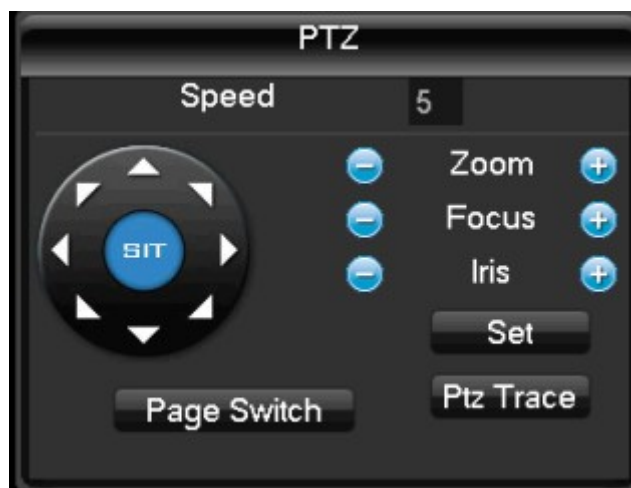 PTZ
Speed 5
Zoom
Focus
SIT
Iris
Set
Page Switch
Ptz Trace